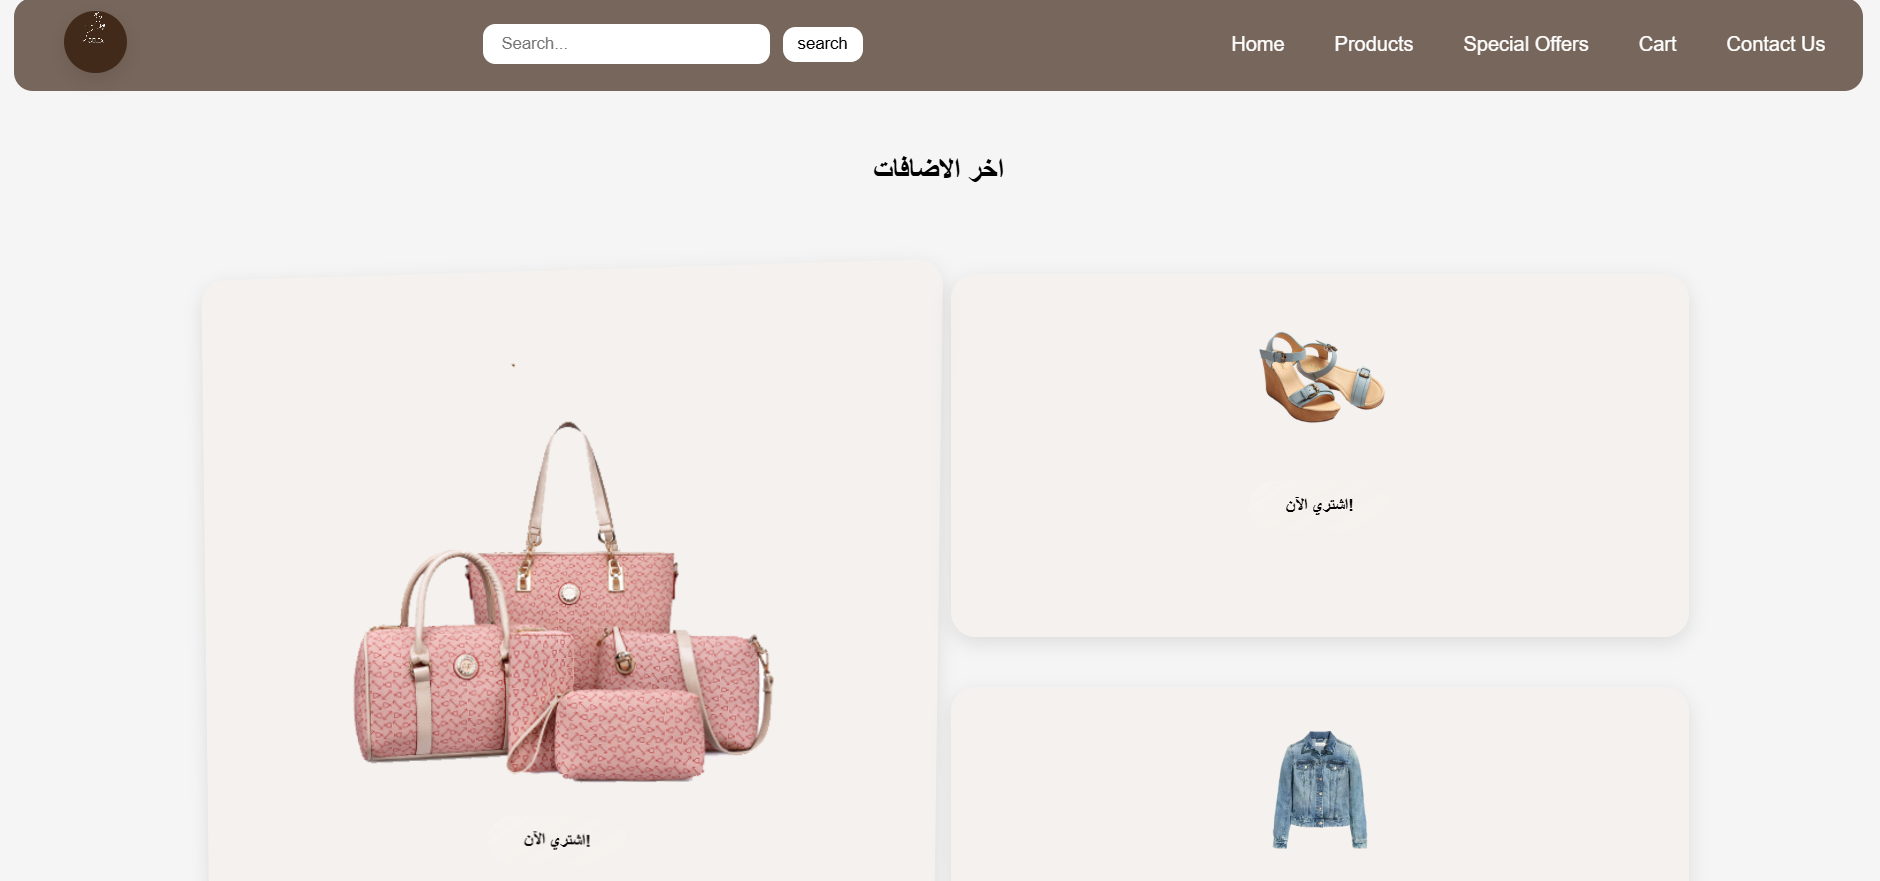 Search...
search
Home
Products
Special Offers
Cart
Contact Us
اخر الاضافات
اشتري الآن!
اشتري الآن!